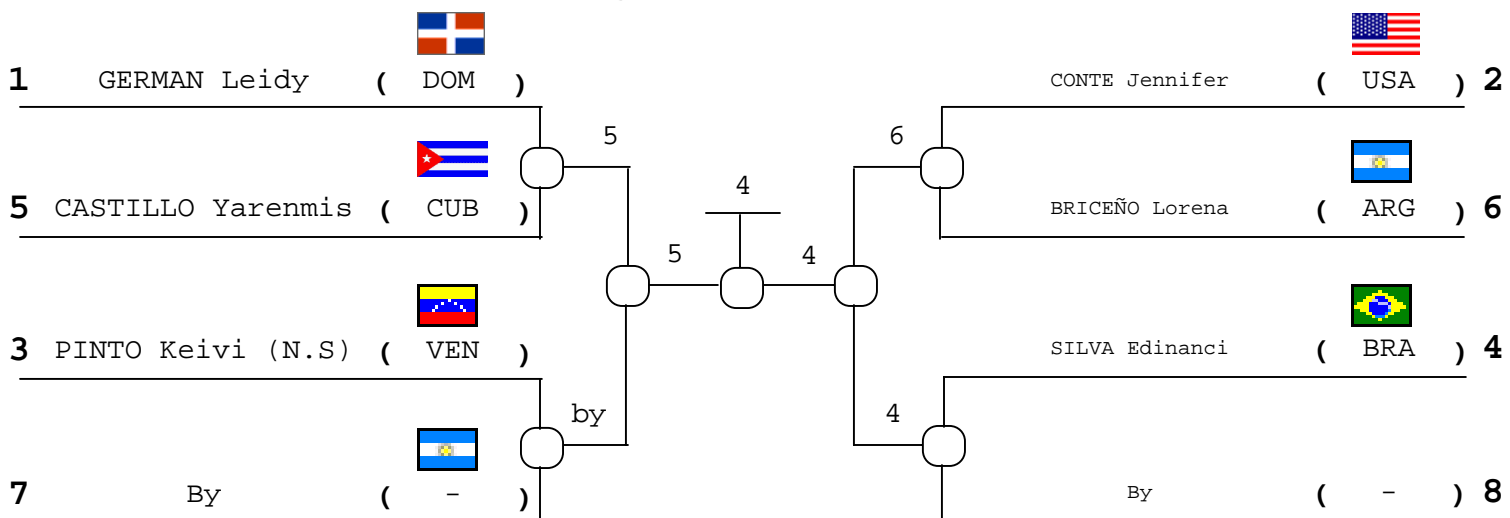 1 GERMAN Leidy ( DOM )
CONTE Jennifer ( USA ) 2
5
6
5 CASTILLO Yarenmis ( CUB )
4
BRICEÑO Lorena ( ARG ) 6
5
4
3 PINTO Keivi (N.S) ( VEN )
SILVA Edinanci ( BRA ) 4
by
4
7 By ( - )
By ( - ) 8